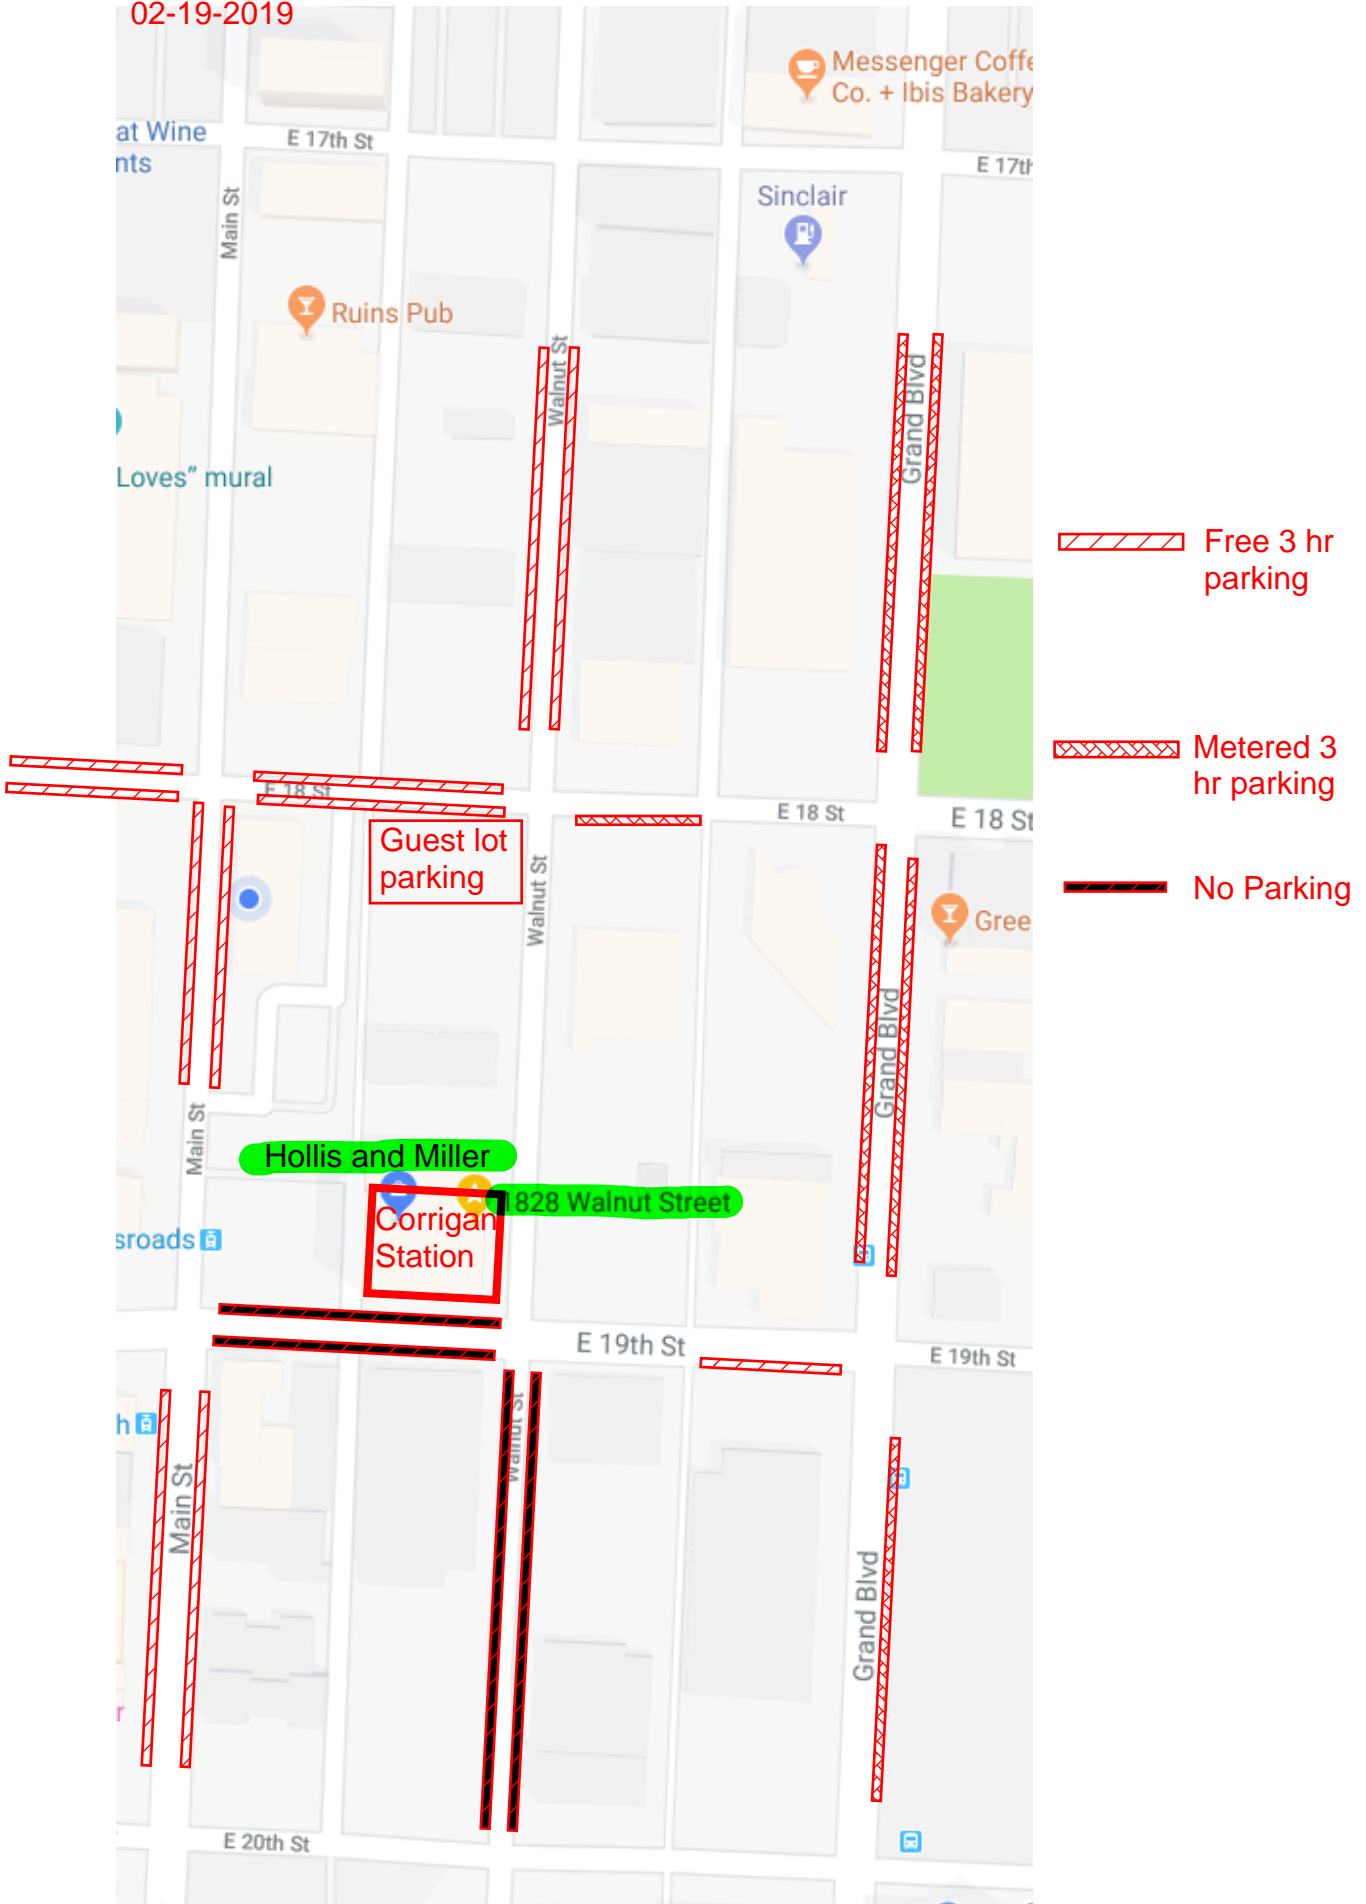 02-19-2019
Messenger Coffe
Co. + Ibis Bakery
at Wine
nts
E 17th St
E 17th
Main St
Sinclair
Ruins Pub
Walnut St
Grand Blvd
Loves” mural
Free 3 hr
parking
Metered 3
hr parking
E 18 St
E 18 St
E 18 St
Guest lot
parking
No Parking
Walnut St
Gree
Grand Blvd
Main St
Hollis and Miller
1828 Walnut Street
Corrigan
Station
sroads
E 19th St
E 19th St
Walnut St
h
Main St
Grand Blvd
r
E 20th St